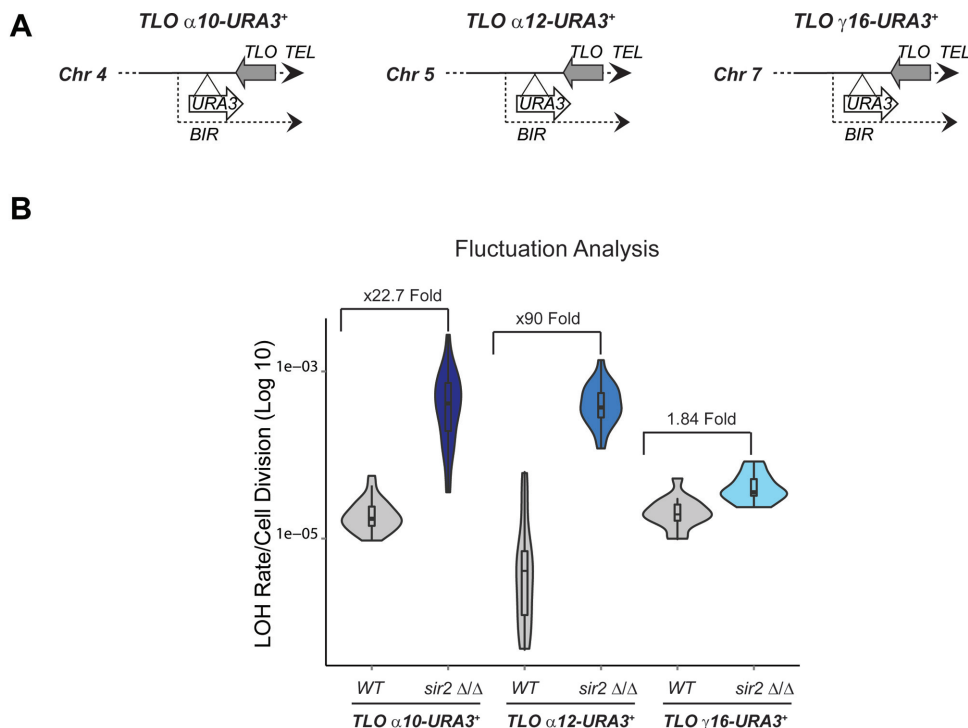 A
TLO α10-URA3+
TLO α12-URA3+
TLO γ16-URA3+
TLO TEL
Chr 4
URA3
BIR
TLO TEL
Chr 5
URA3
BIR
TLO TEL
Chr 7
URA3
BIR
B
Fluctuation Analysis
x22.7 Fold
x90 Fold
1.84 Fold
LOH Rate/Cell Division (Log 10)
1e−03
1e−05
WT sir2 Δ/Δ WT sir2 Δ/Δ WT sir2 Δ/Δ
TLO α10-URA3+ TLO α12-URA3+ TLO γ16-URA3+